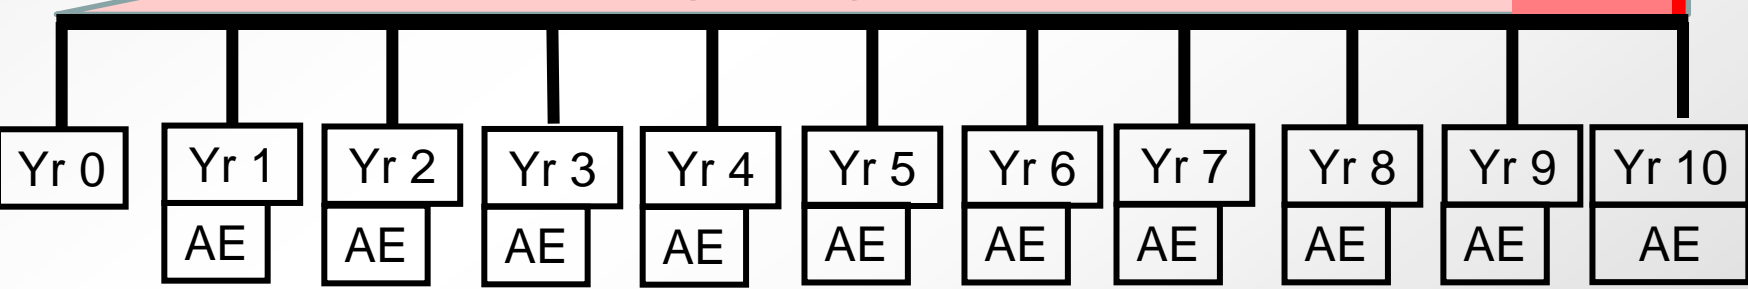 Yr 0 Yr 1 Yr 2 Yr 3 Yr 4 Yr 5 Yr 6 Yr 7 Yr 8 Yr 9 Yr 10
AE AE AE AE AE AE AE AE AE AE